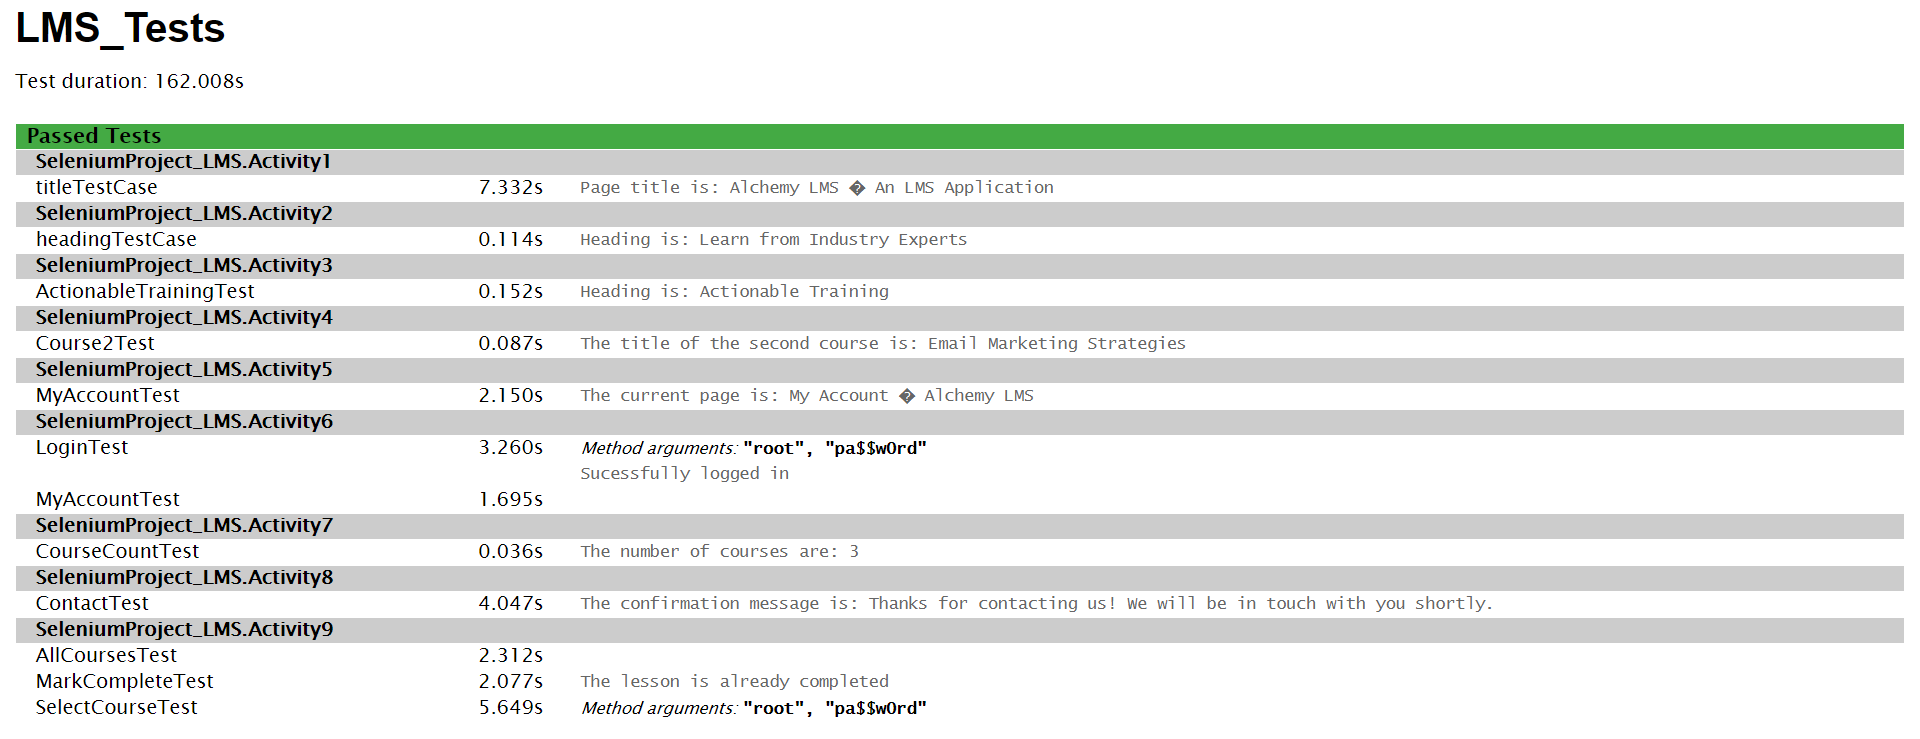 LMS_Tests
Test duration: 162.008s
Passed Tests
SeleniumProject_LMS.Activity1
titleTestCase 7.332s Page title is: Alchemy LMS � An LMS Application
SeleniumProject_LMS.Activity2
headingTestCase 0.114s Heading is: Learn from Industry Experts
SeleniumProject_LMS.Activity3
ActionableTrainingTest 0.152s Heading is: Actionable Training
SeleniumProject_LMS.Activity4
Course2Test 0.087s The title of the second course is: Email Marketing Strategies
SeleniumProject_LMS.Activity5
MyAccountTest 2.150s The current page is: My Account � Alchemy LMS
SeleniumProject_LMS.Activity6
LoginTest 3.260s Method arguments: "root", "pa$$w0rd"
Sucessfully logged in
MyAccountTest 1.695s
SeleniumProject_LMS.Activity7
CourseCountTest 0.036s The number of courses are: 3
SeleniumProject_LMS.Activity8
ContactTest 4.047s The confirmation message is: Thanks for contacting us! We will be in touch with you shortly.
SeleniumProject_LMS.Activity9
AllCoursesTest 2.312s
MarkCompleteTest 2.077s The lesson is already completed
SelectCourseTest 5.649s Method arguments: "root", "pa$$w0rd"